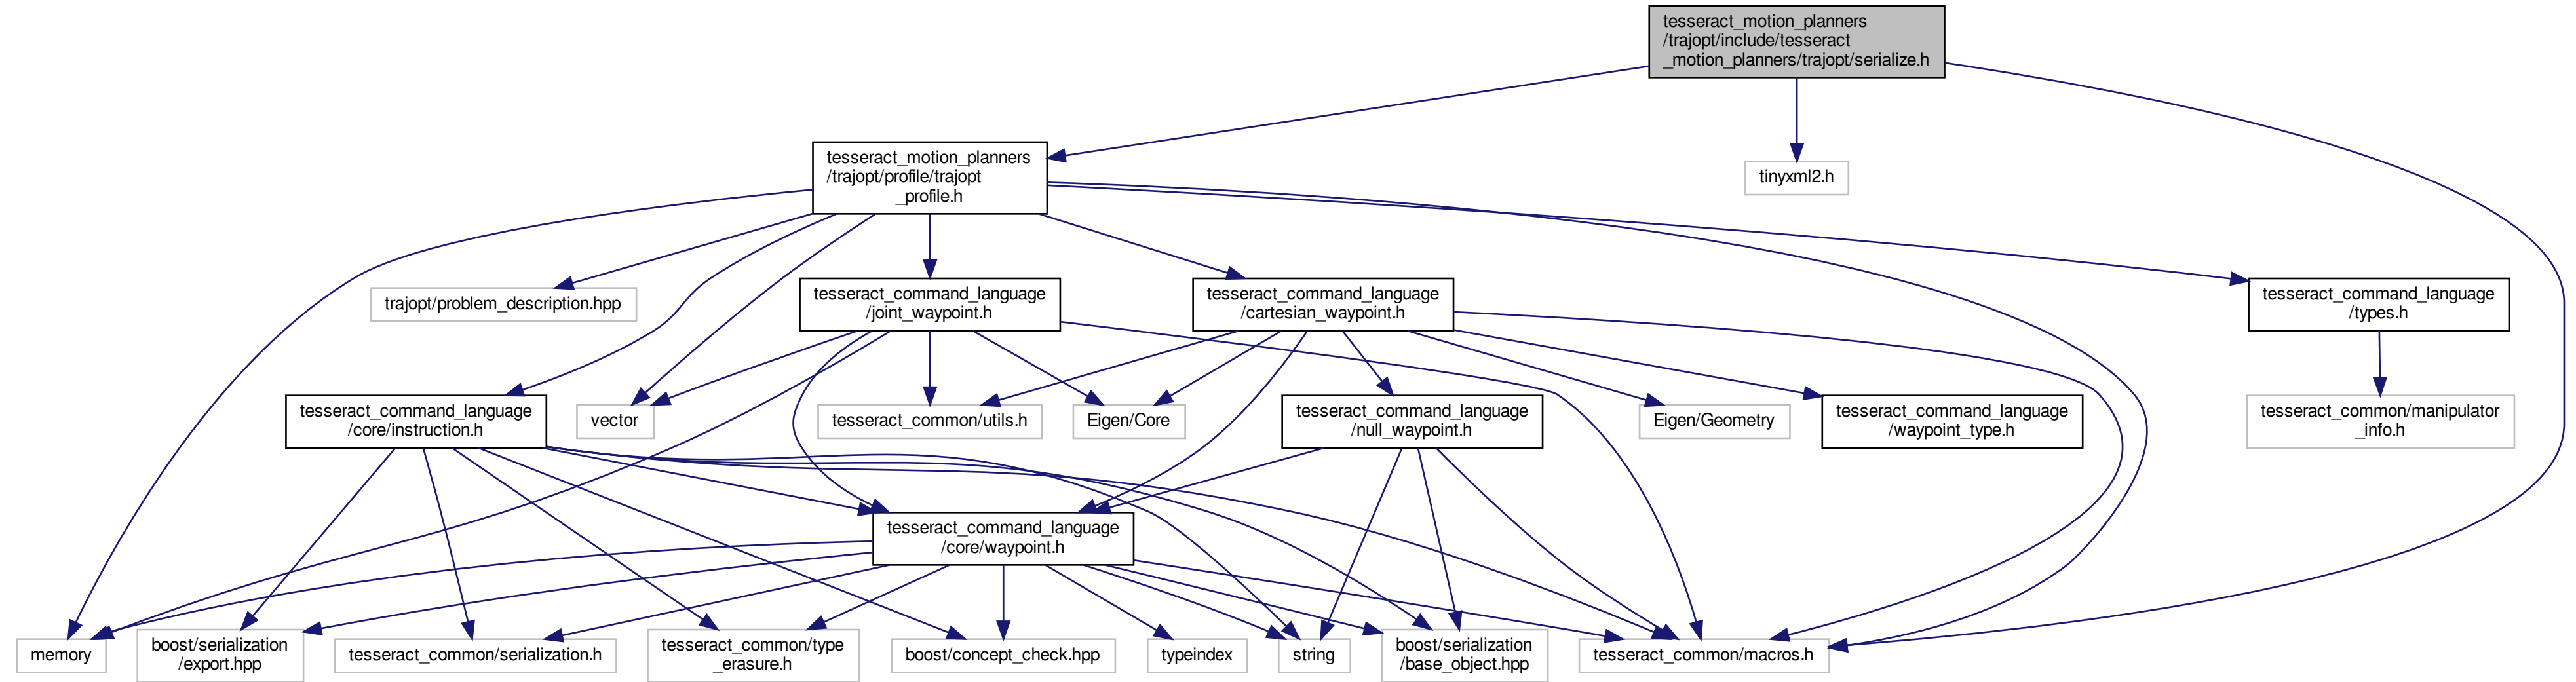 tesseract_motion_planners
/trajopt/include/tesseract
_motion_planners/trajopt/serialize.h
tesseract_motion_planners
/trajopt/profile/trajopt
_profile.h
tinyxml2.h
trajopt/problem_description.hpp
tesseract_command_language
/joint_waypoint.h
tesseract_command_language
/cartesian_waypoint.h
tesseract_command_language
/types.h
tesseract_command_language
/core/instruction.h
vector
tesseract_common/utils.h
Eigen/Core
tesseract_command_language
/null_waypoint.h
Eigen/Geometry
tesseract_command_language
/waypoint_type.h
tesseract_common/manipulator
_info.h
tesseract_command_language
/core/waypoint.h
memory
boost/serialization
/export.hpp
tesseract_common/serialization.h
tesseract_common/type
_erasure.h
boost/concept_check.hpp
typeindex
string
boost/serialization
/base_object.hpp
tesseract_common/macros.h